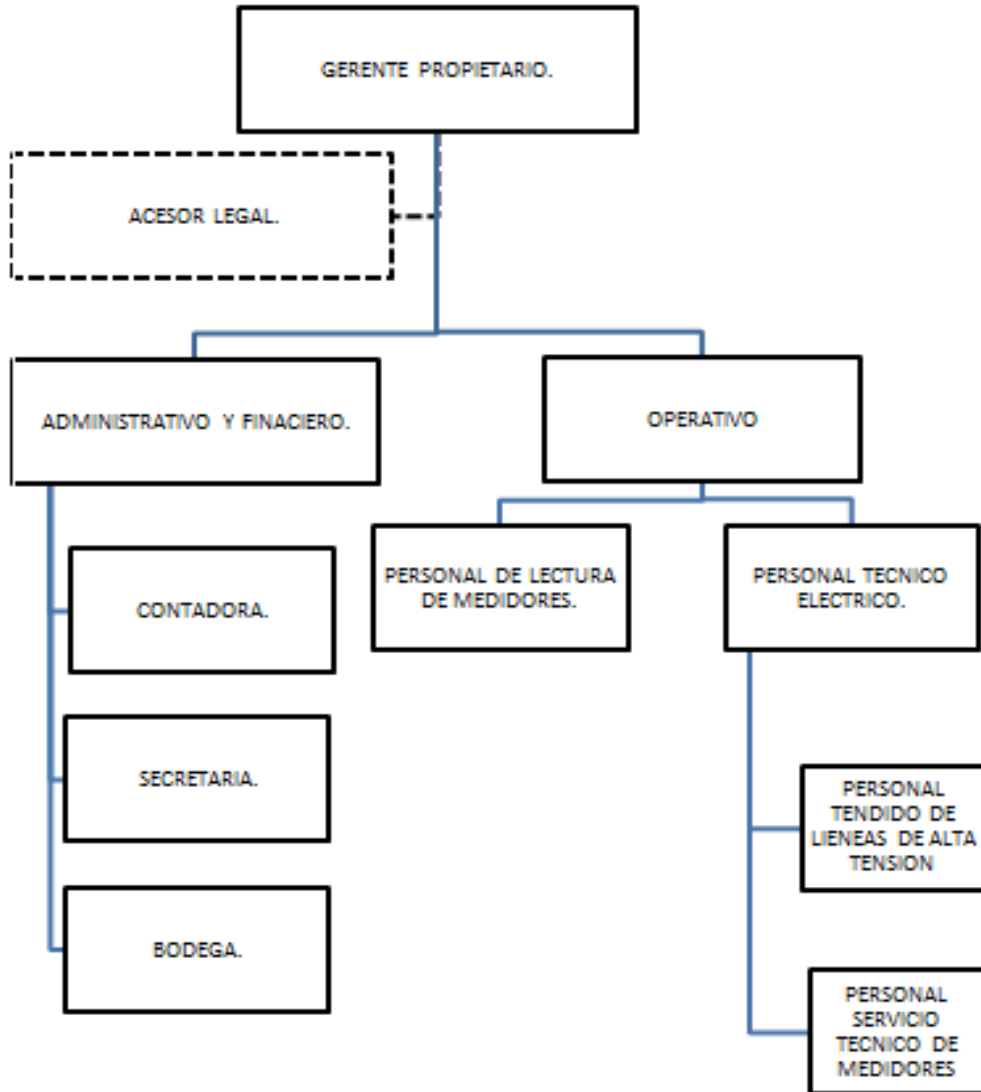 GERENTE PROPIETARIO.
ACESOR LEGAL.
ADMINISTRATIVO Y FINACIERO.
OPERATIVO
PERSONAL DE LECTURA
DE MEDIDORES.
PERSONAL TECNICO
ELECTRICO.
CONTADORA.
SECRETARIA.
BODEGA.
PERSONAL
TENDIDO DE
LIENEAS DE ALTA
TENSION
PERSONAL
SERVICIO
TECNICO DE
MEDIDORES